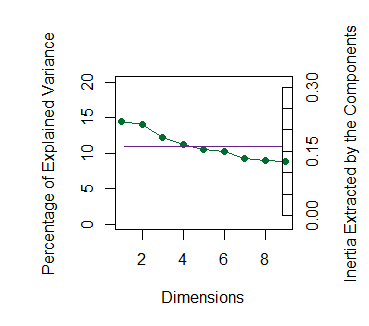 Percentage of Explained Variance
20
15
10
5
0
2 4 6 8
Dimensions
0.30
0.15
0.00
Inertia Extracted by the Components